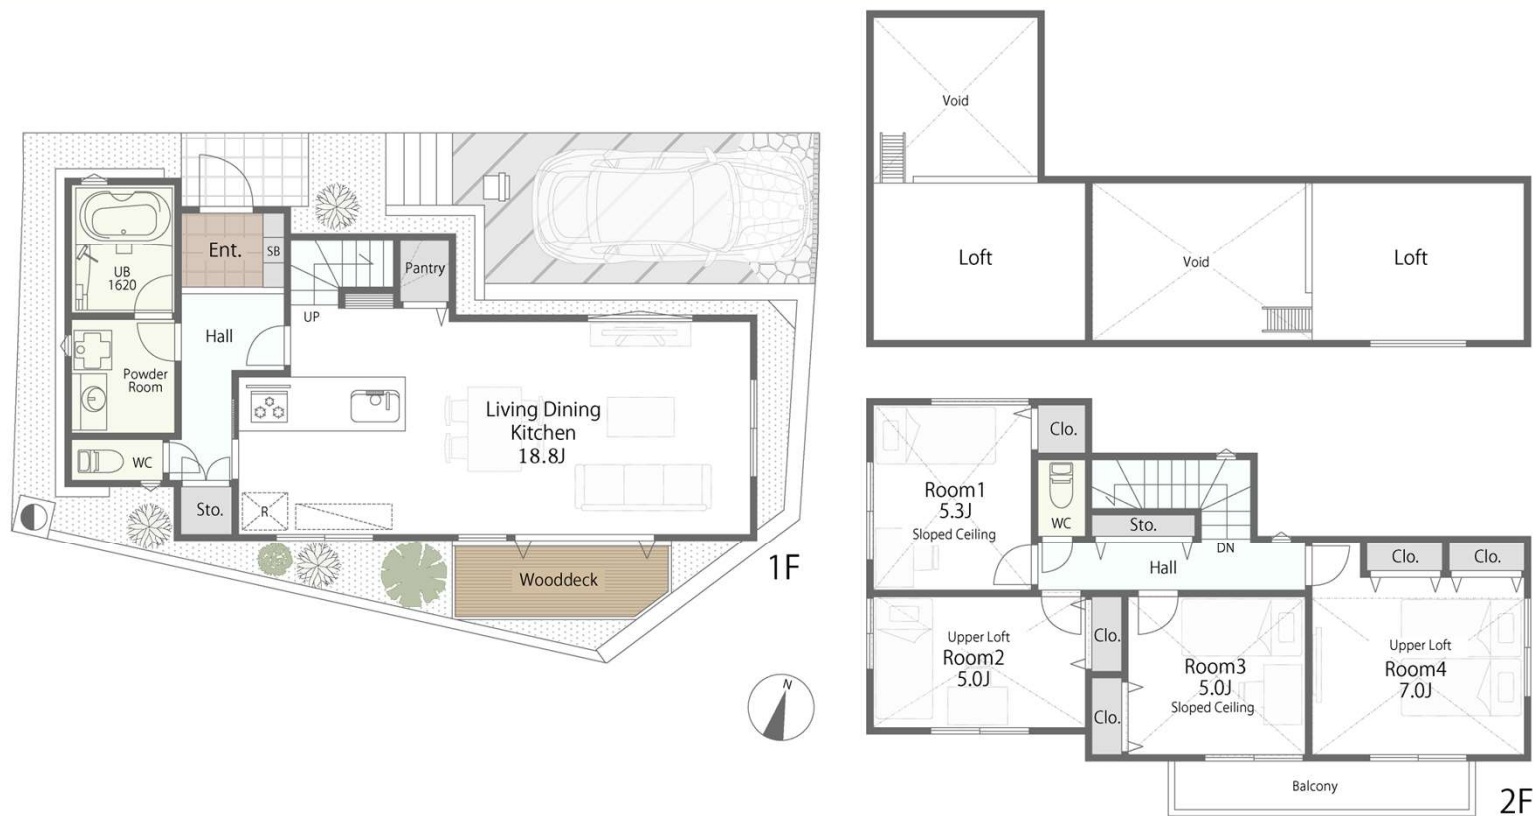 Ent.
SB
UB
1620
Pantry
UP
Hall
Powder
Room
WC
Sto.
R
Living Dining
Kitchen
18.8J
Wooddeck
1F
N
Void
Loft
Void
Loft
Clo.
Room1
5.3J
Sloped Ceiling
WC
Sto.
DN
Hall
Clo.
Clo.
Upper Loft
Room2
5.0J
Clo.
Clo.
Room3
5.0J
Sloped Ceiling
Upper Loft
Room4
7.0J
Balcony
2F